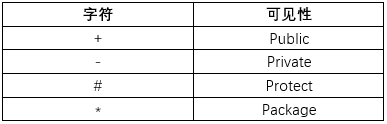 字符 可见性
+ Public
- Private
# Protect
* Package